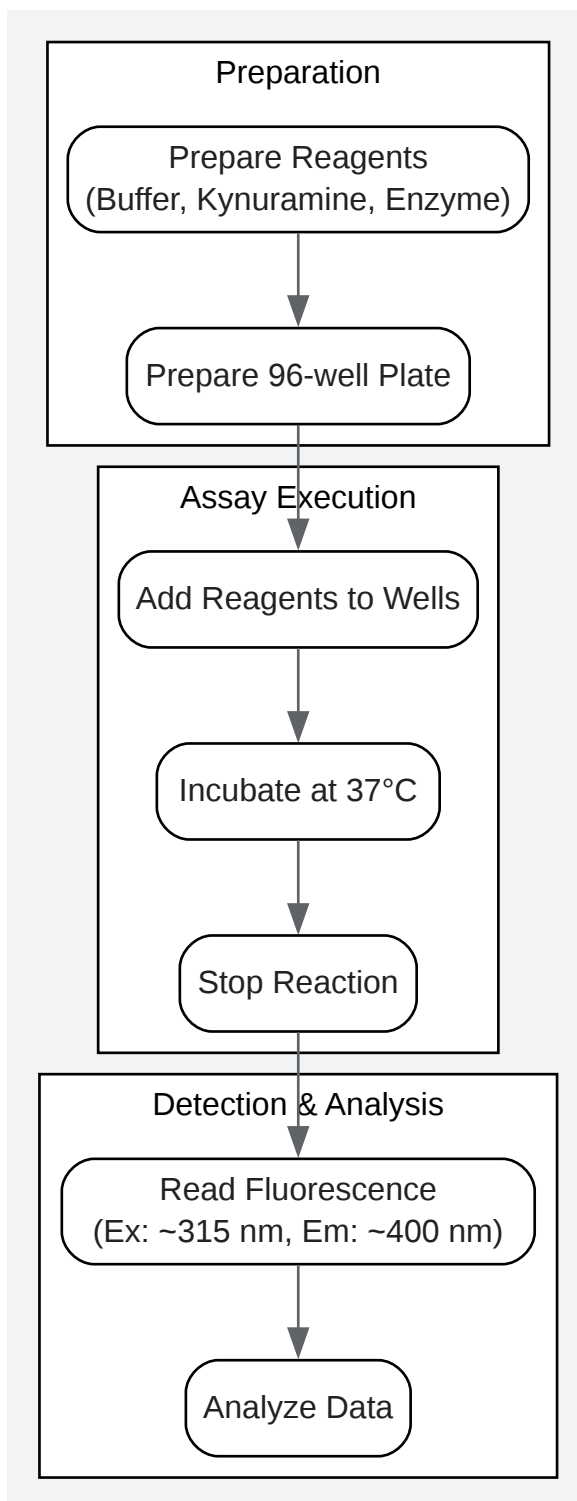 Preparation
Prepare Reagents
(Buffer, Kynuramine, Enzyme)
Prepare 96-well Plate
Assay Execution
Add Reagents to Wells
Incubate at 37°C
Stop Reaction
Detection & Analysis
Read Fluorescence
(Ex: ~315 nm, Em: ~400 nm)
Analyze Data